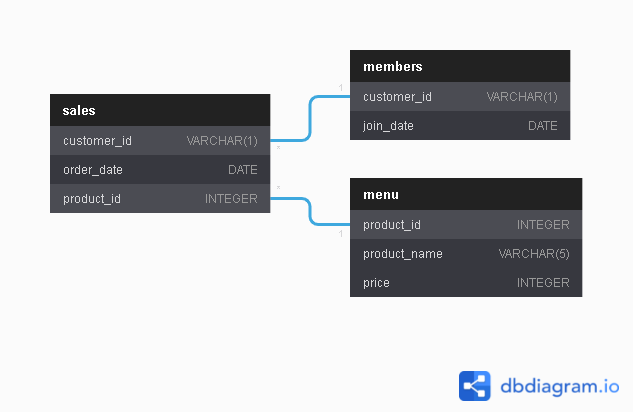 sales
customer_id VARCHAR(1)
order_date DATE
product_id INTEGER
members
customer_id VARCHAR(1)
join_date DATE
menu
product_id INTEGER
product_name VARCHAR(5)
price INTEGER
1
*
*
1
dbdiagram.io